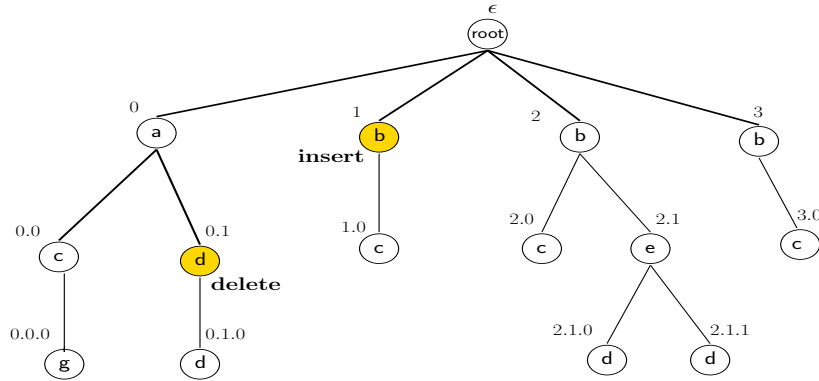 ϵ
root
0 1 2 3
a b b b
insert
0.0 0.1 1.0 2.0 2.1 3.0
c d c c e c
delete
0.0.0 0.1.0 2.1.0 2.1.1
g d d d